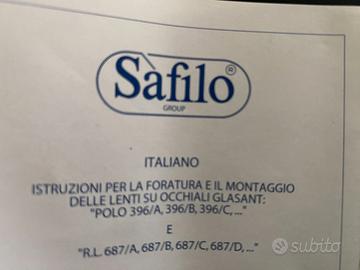 Sàfilo®
GROUP
ITALIANO
ISTRUZIONI PER LA FORATURA E IL MONTAGGIO
DELLE LENTI SU OCCHIALI GLASANT:
"POLO 396/A, 396/B, 396/C, ..."
E
"R.L. 687/A, 687/B, 687/C, 687/D, ..."
subito